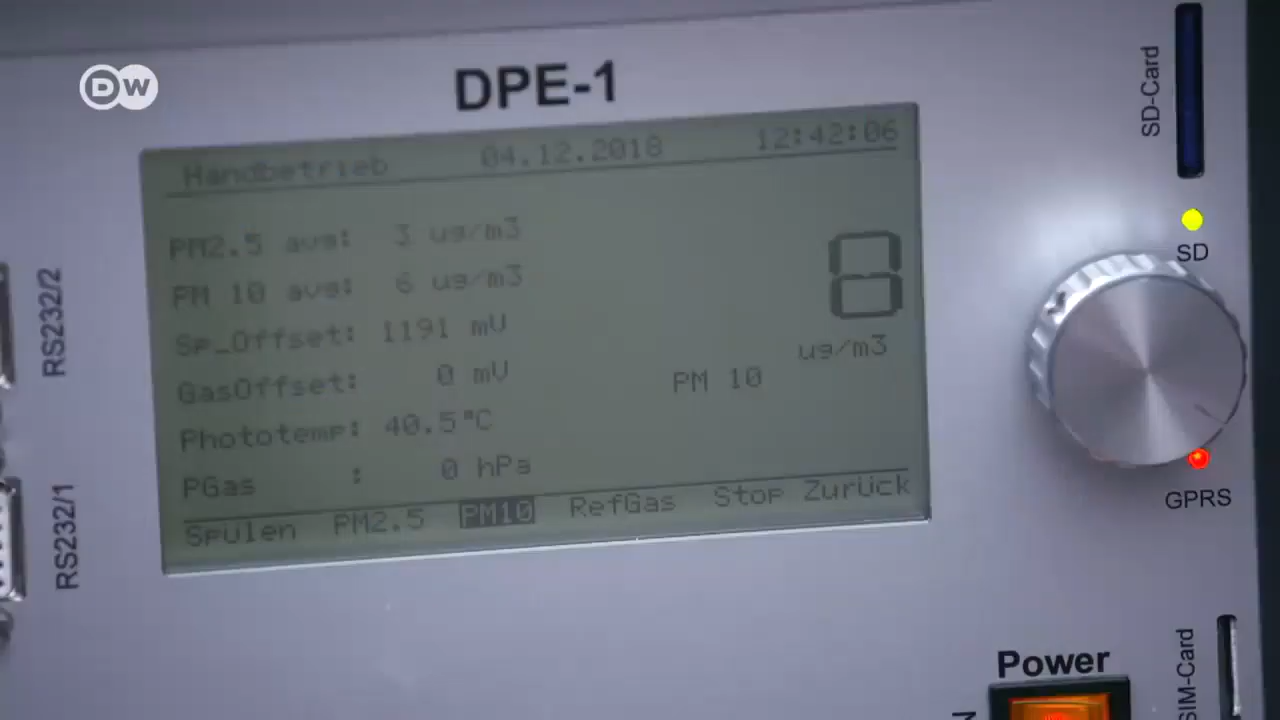 DW
DPE-1
Handbetrieb 04.12.2018 12:42:06
PM2.5 avg: 3 ug/m3
PM 10 avg: 6 ug/m3
Sp_Offset: 1191 mV
GasOffset: 0 mV
Phototemp: 40.5°C
PGas : 0 hPa
8
ug/m3
PM 10
Spülen PM2.5 PM10 RefGas Stop Zurück
RS232/2
RS232/1
SD-Card
SD
GPRS
Power
SIM-Card